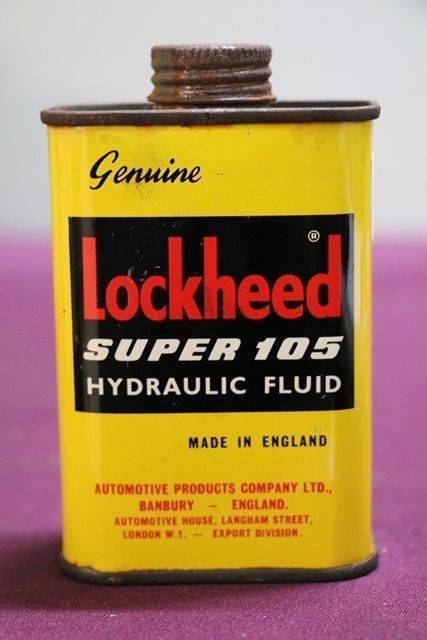 Genuine
Lockheed ®
SUPER 105
HYDRAULIC FLUID
MADE IN ENGLAND
AUTOMOTIVE PRODUCTS COMPANY LTD.,
BANBURY – ENGLAND.
AUTOMOTIVE HOUSE, LANGHAM STREET,
LONDON W.1. — EXPORT DIVISION.